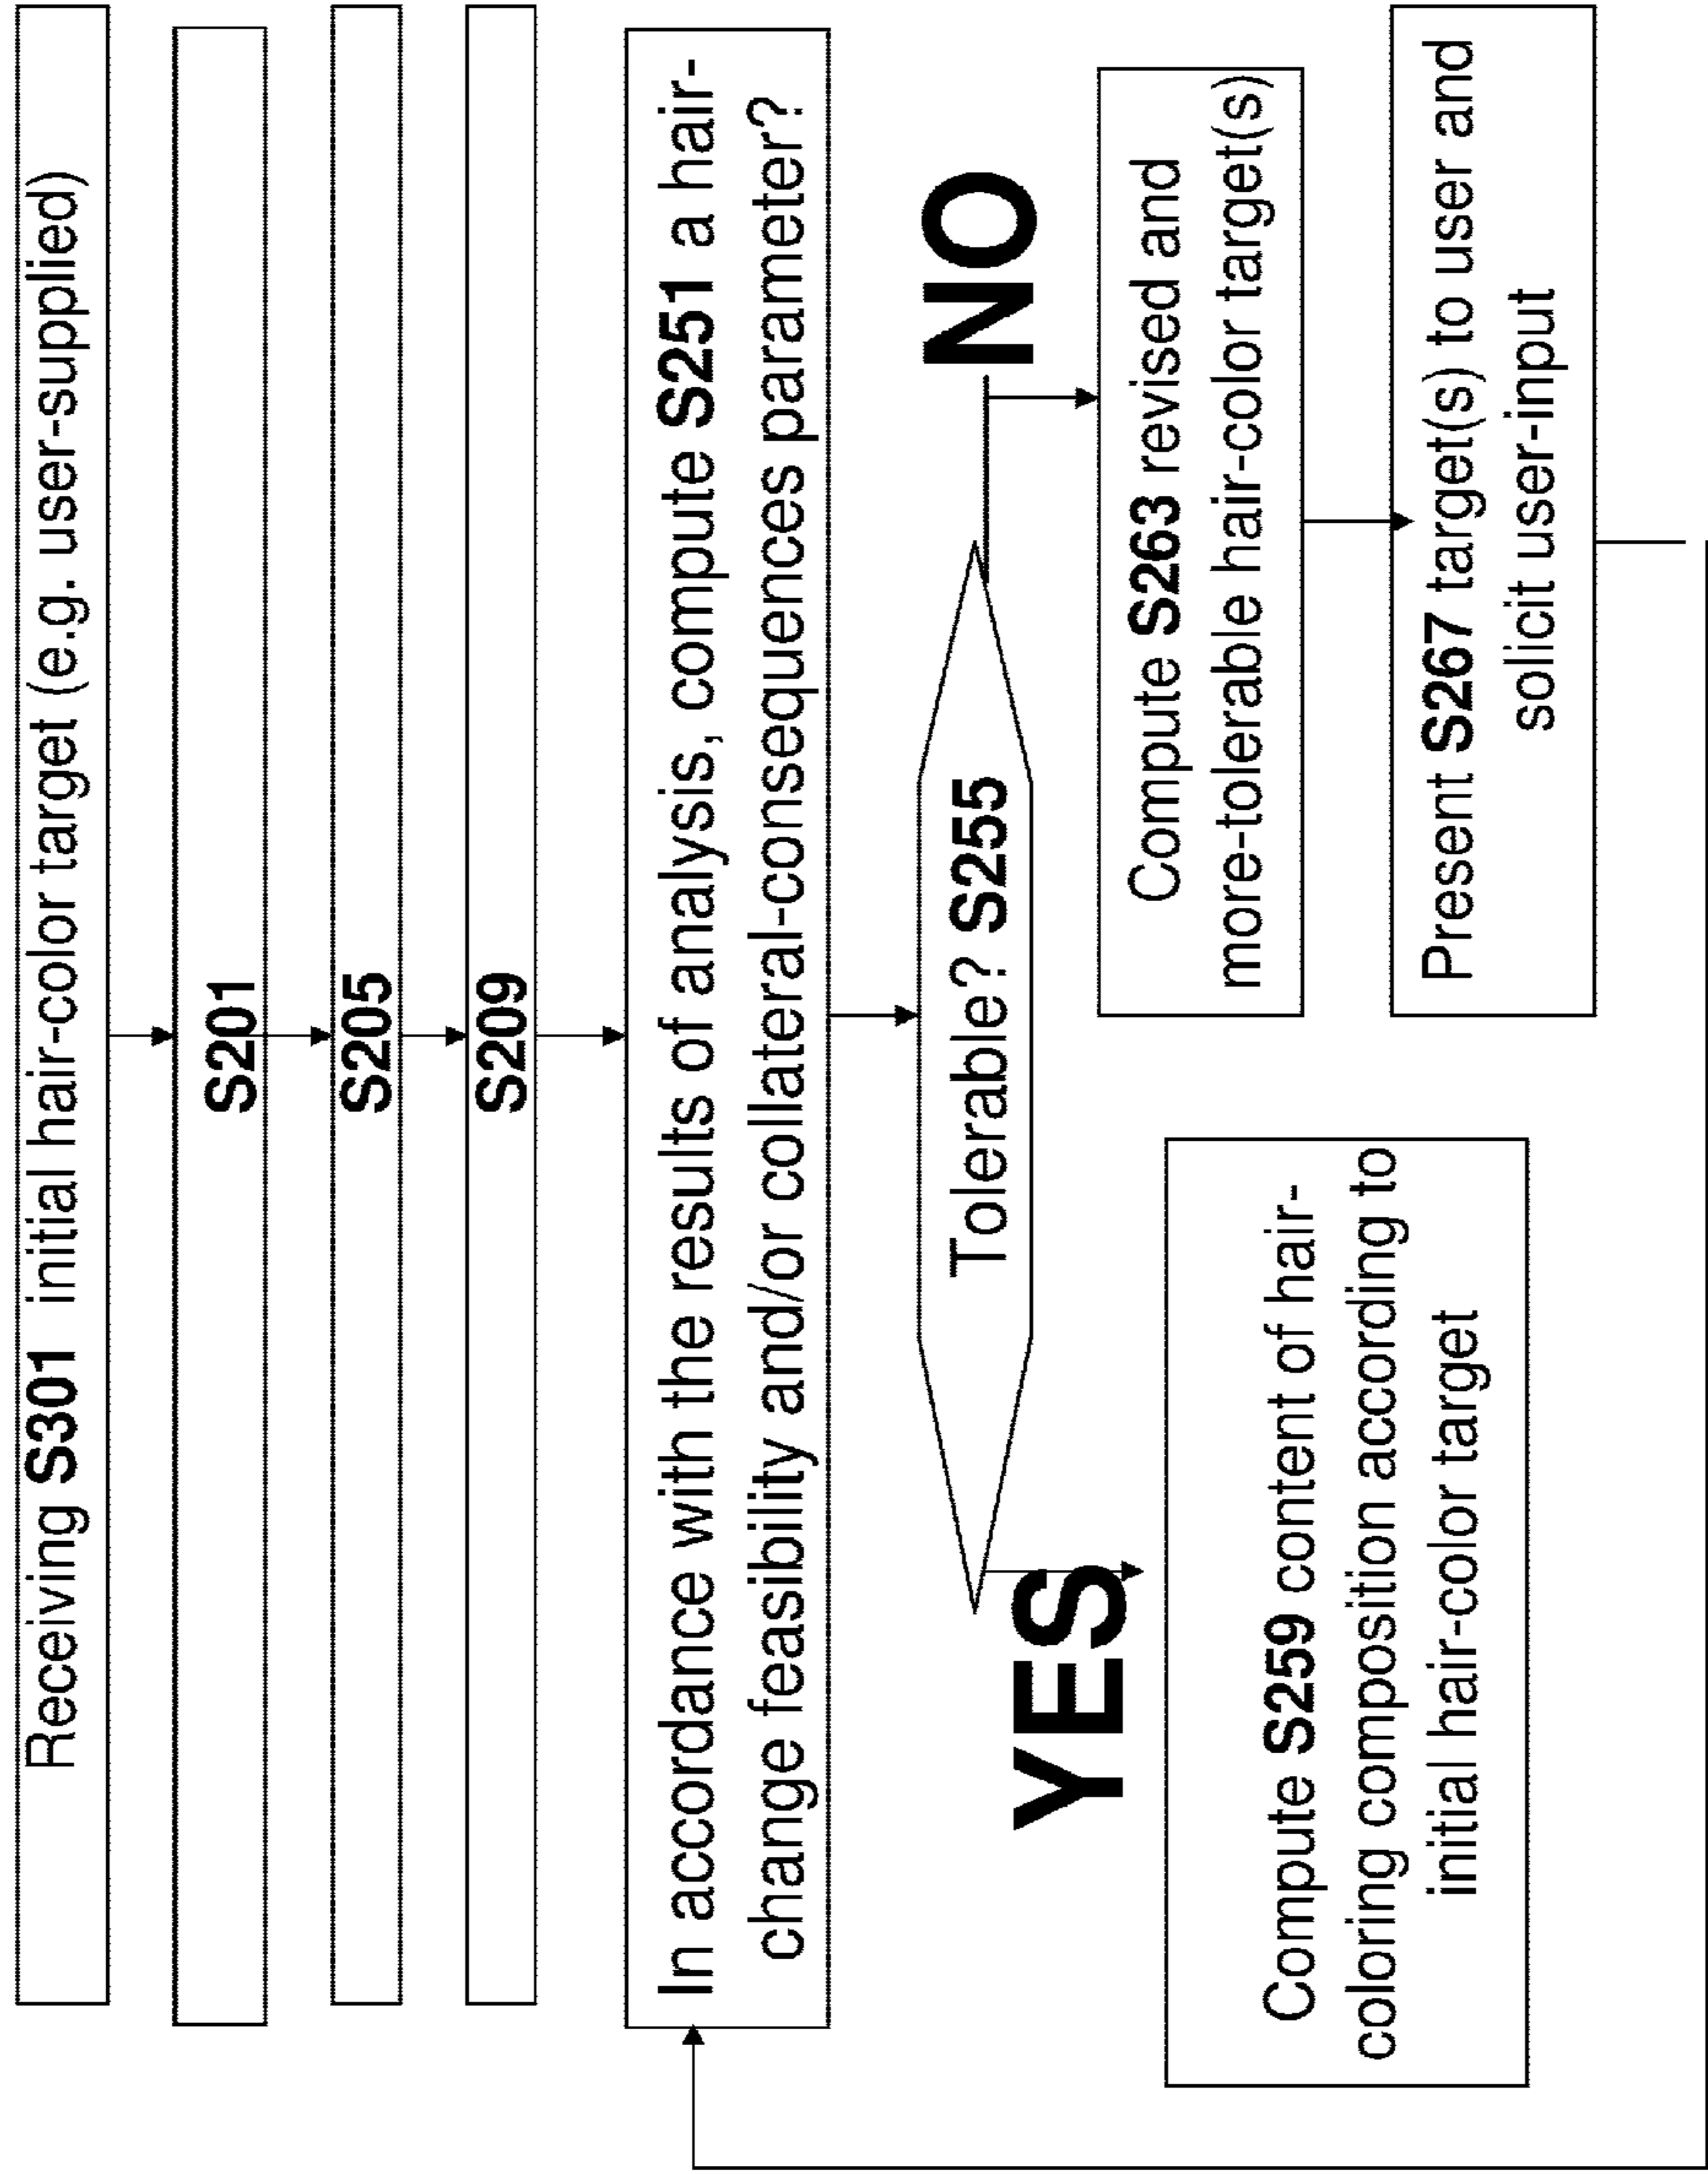 Receiving S301 initial hair-color target (e.g. user-supplied)
S201
S205
S209
In accordance with the results of analysis, compute S251 a hair-
change feasibility and/or collateral-consequences parameter?
Tolerable? S255
YES
NO
Compute S259 content of hair-
coloring composition according to
initial hair-color target
Compute S263 revised and
more-tolerable hair-color target(s)
Present S267 target(s) to user and
solicit user-input